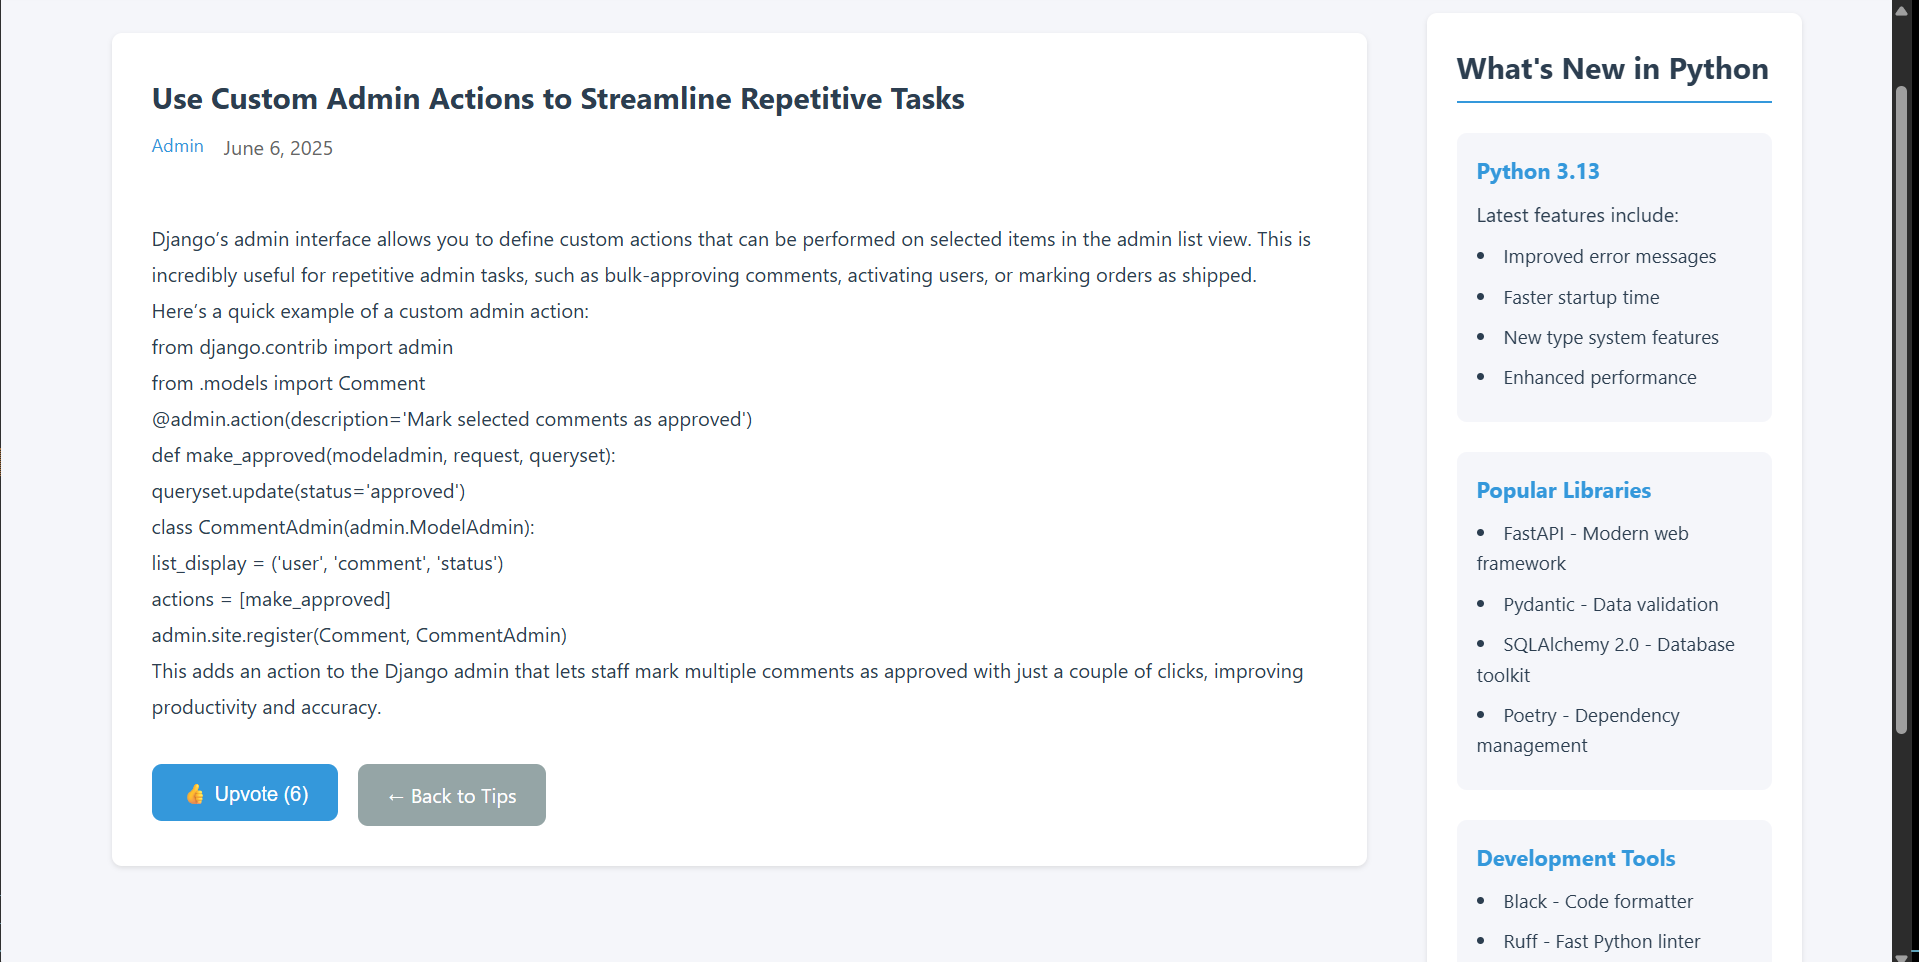 Use Custom Admin Actions to Streamline Repetitive Tasks
Admin June 6, 2025
Django’s admin interface allows you to define custom actions that can be performed on selected items in the admin list view. This is
incredibly useful for repetitive admin tasks, such as bulk-approving comments, activating users, or marking orders as shipped.
Here’s a quick example of a custom admin action:
from django.contrib import admin
from .models import Comment
@admin.action(description='Mark selected comments as approved')
def make_approved(modeladmin, request, queryset):
queryset.update(status='approved')
class CommentAdmin(admin.ModelAdmin):
list_display = ('user', 'comment', 'status')
actions = [make_approved]
admin.site.register(Comment, CommentAdmin)
This adds an action to the Django admin that lets staff mark multiple comments as approved with just a couple of clicks, improving
productivity and accuracy.
👍 Upvote (6)
← Back to Tips
What's New in Python
Python 3.13
Latest features include:
• Improved error messages
• Faster startup time
• New type system features
• Enhanced performance
Popular Libraries
• FastAPI - Modern web
framework
• Pydantic - Data validation
• SQLAlchemy 2.0 - Database
toolkit
• Poetry - Dependency
management
Development Tools
• Black - Code formatter
• Ruff - Fast Python linter